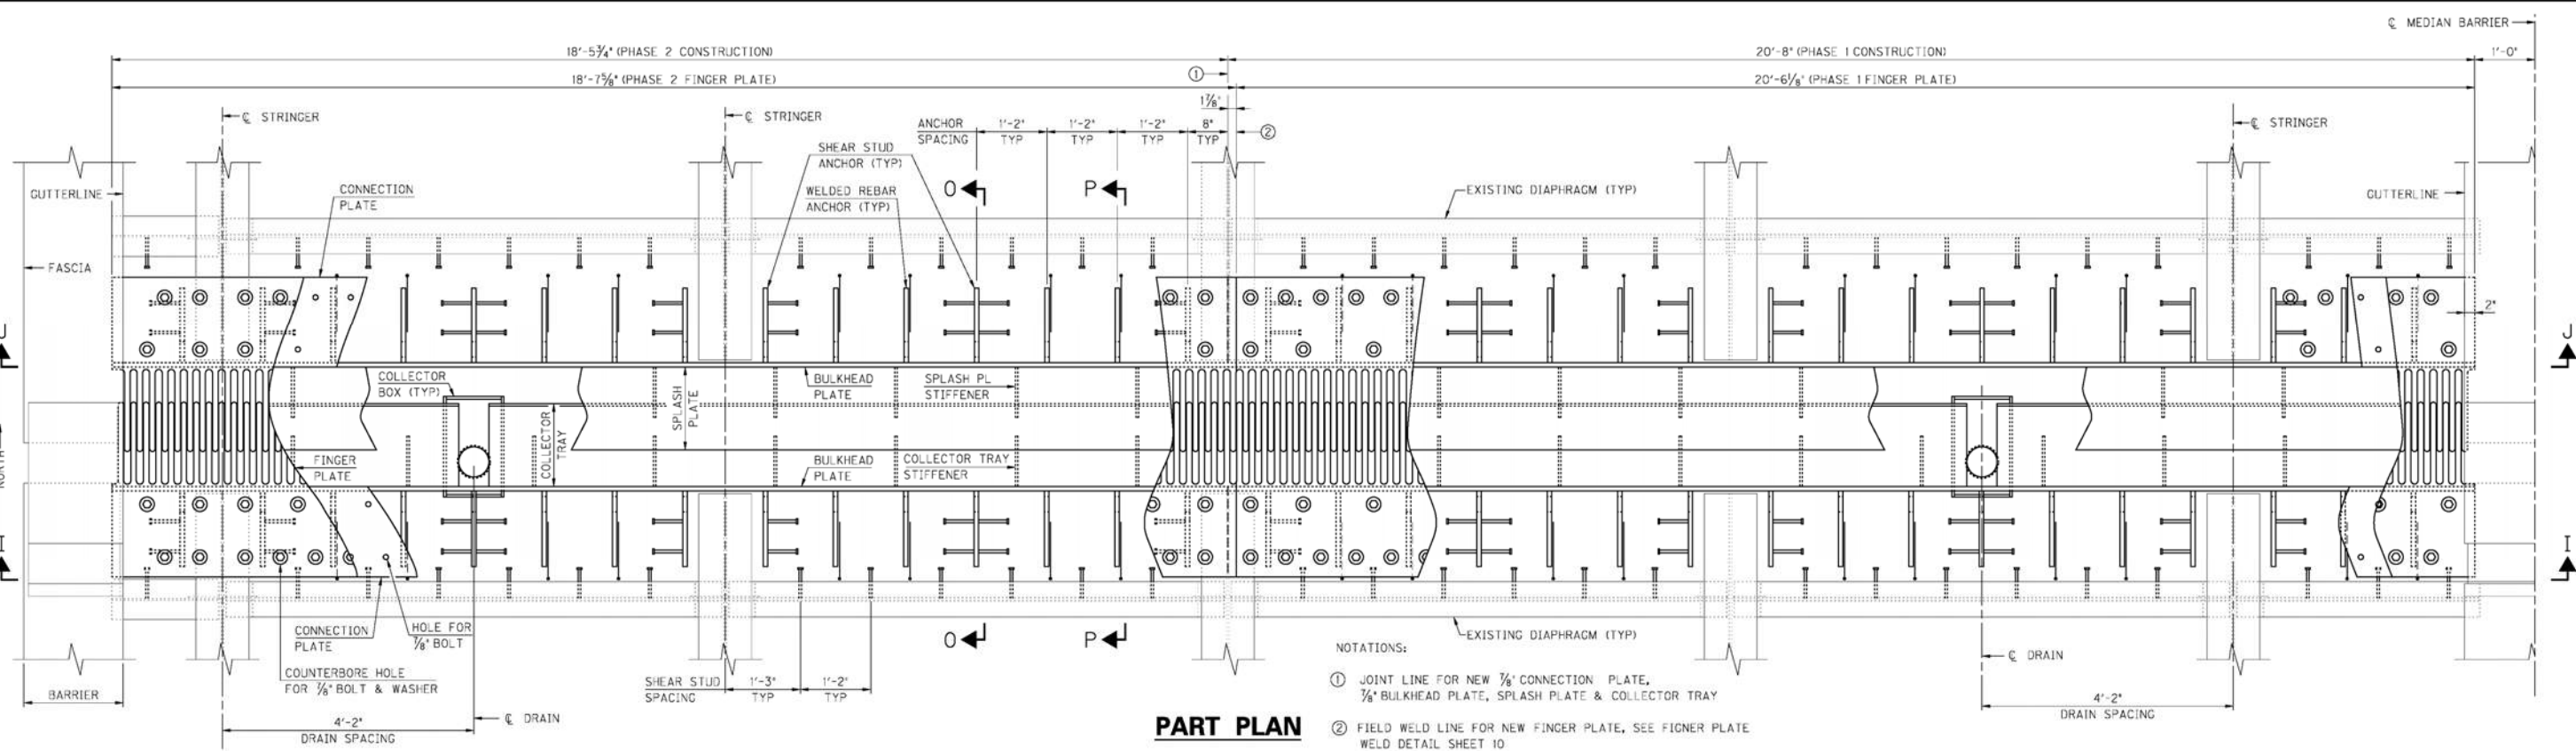 ℄ MEDIAN BARRIER
18'-5¾" (PHASE 2 CONSTRUCTION)
20'-8" (PHASE 1 CONSTRUCTION)
1'-0"
①
18'-7⅝" (PHASE 2 FINGER PLATE)
20'-6⅛" (PHASE 1 FINGER PLATE)
1⅞"
℄ STRINGER
℄ STRINGER
℄ STRINGER
ANCHOR
SPACING
1'-2"
TYP
1'-2"
TYP
1'-2"
TYP
8"
TYP
②
SHEAR STUD
ANCHOR (TYP)
WELDED REBAR
ANCHOR (TYP)
GUTTERLINE
CONNECTION
PLATE
O
P
EXISTING DIAPHRAGM (TYP)
GUTTERLINE
FASCIA
2"
J
J
COLLECTOR
BOX (TYP)
SPLASH
PLATE
BULKHEAD
PLATE
SPLASH PL
STIFFENER
COLLECTOR
TRAY
NORTH
FINGER
PLATE
BULKHEAD
PLATE
COLLECTOR TRAY
STIFFENER
I
I
CONNECTION
PLATE
HOLE FOR
⅞" BOLT
O
P
EXISTING DIAPHRAGM (TYP)
COUNTERBORE HOLE
FOR ⅞" BOLT & WASHER
BARRIER
SHEAR STUD
SPACING
1'-3"
TYP
1'-2"
TYP
℄ DRAIN
4'-2"
DRAIN SPACING
℄ DRAIN
4'-2"
DRAIN SPACING
PART PLAN
NOTATIONS:
① JOINT LINE FOR NEW ⅞" CONNECTION PLATE,
⅞" BULKHEAD PLATE, SPLASH PLATE & COLLECTOR TRAY
② FIELD WELD LINE FOR NEW FINGER PLATE, SEE FIGNER PLATE
WELD DETAIL SHEET 10